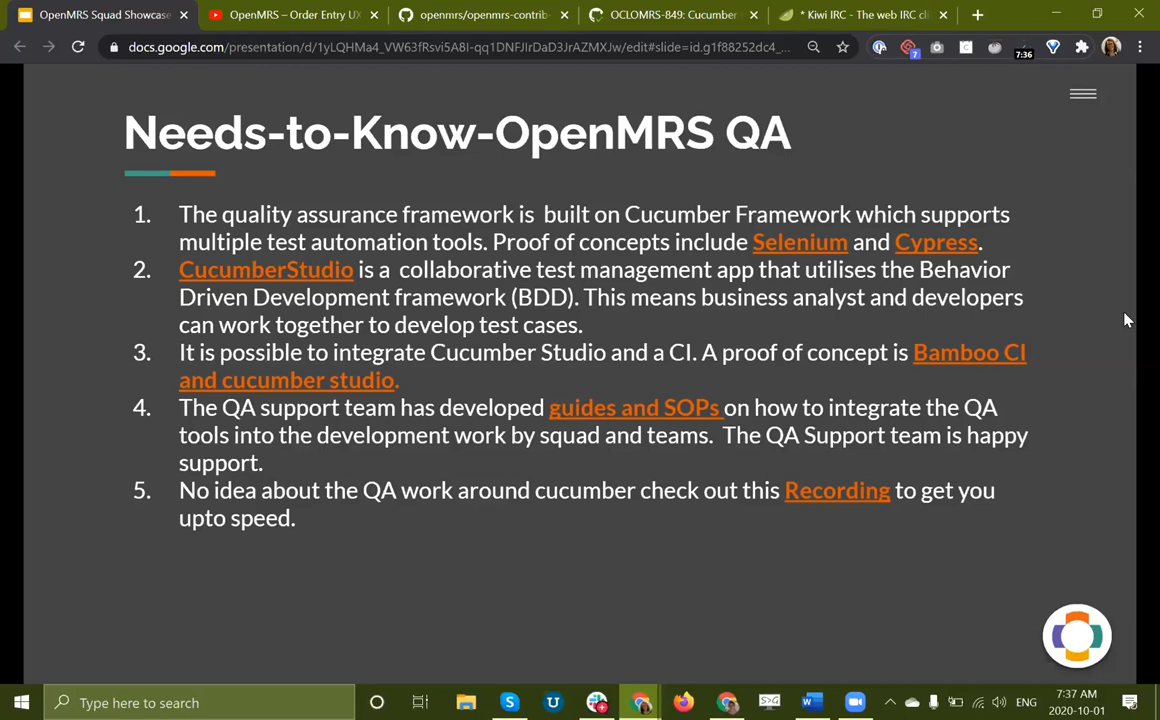 OpenMRS Squad Showcase
OpenMRS – Order Entry UX
openmrs/openmrs-contrib-
OCLOMRS-849: Cucumber
* Kiwi IRC - The web IRC cli
docs.google.com/presentation/d/1yLQHMa4_VW63fRsvi5A8I-qq1DNFJIrDaD3JrAZMXJw/edit#slide=id.g1f88252dc4_...
7
7:36
Needs-to-Know-OpenMRS QA
1. The quality assurance framework is built on Cucumber Framework which supports
multiple test automation tools. Proof of concepts include Selenium and Cypress.
2. CucumberStudio is a collaborative test management app that utilises the Behavior
Driven Development framework (BDD). This means business analyst and developers
can work together to develop test cases.
3. It is possible to integrate Cucumber Studio and a CI. A proof of concept is Bamboo CI
and cucumber studio.
4. The QA support team has developed guides and SOPs on how to integrate the QA
tools into the development work by squad and teams. The QA Support team is happy
support.
5. No idea about the QA work around cucumber check out this Recording to get you
upto speed.
Type here to search
ENG
7:37 AM
2020-10-01